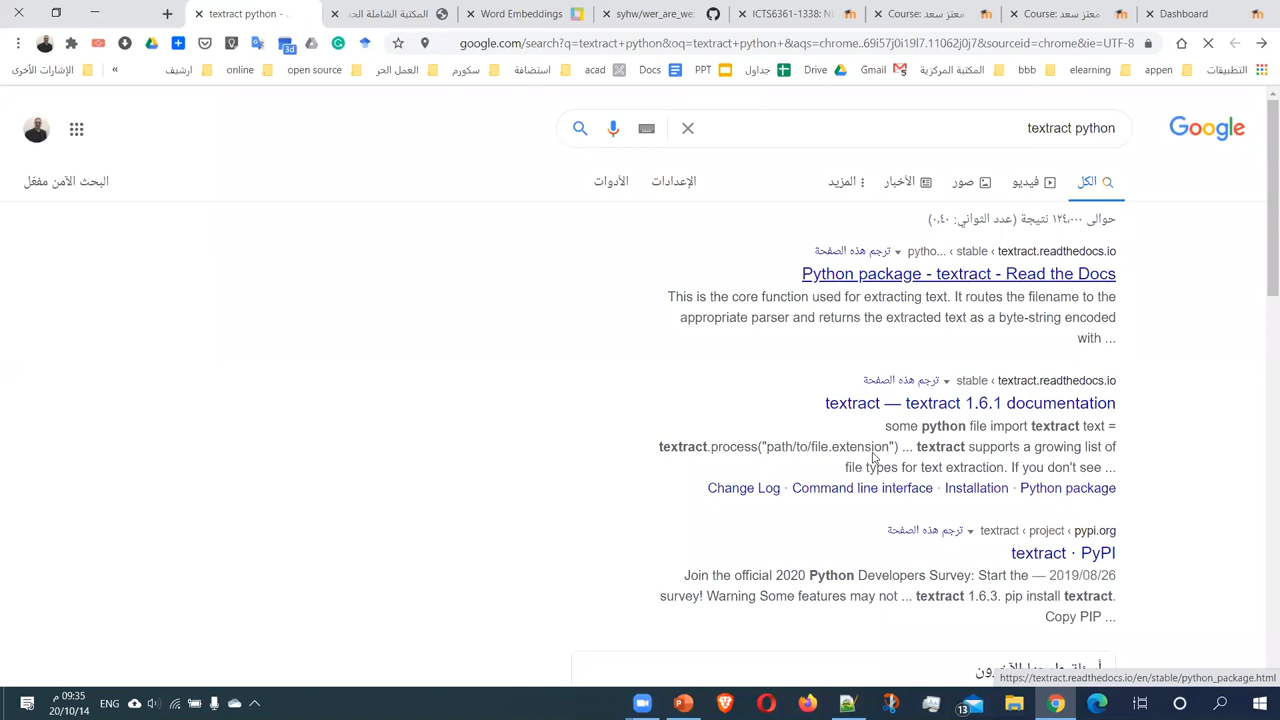 textract python -
المكتبة الشاملة الحد
Word Embeddings
syhw/wer_are_we:
ICTS6361-1338: NL
Course: معتز سعد
Course: معتز سعد
Dashboard
google.com/search?q=textract+python&oq=textract+python+&aqs=chrome..69i57j0i19l7.11062j0j7&sourceid=chrome&ie=UTF-8
3d
التطبيقات
appen
elearning
bbb
المكتبة المركزية
Gmail
Drive
جداول
PPT
Docs
acad
استضافة
سكورم
العمل الحر
open source
online
ارشيف
»
الإشارات الأخرى
Google
textract python
الكل
فيديو
صور
الأخبار
المزيد
الإعدادات
الأدوات
البحث الآمن مفعّل
حوالى ١٢٤،٠٠٠ نتيجة (عدد الثواني: ٠٫٤٠)
textract.readthedocs.io › stable › pytho... ترجم هذه الصفحة
Python package - textract - Read the Docs
This is the core function used for extracting text. It routes the filename to the
appropriate parser and returns the extracted text as a byte-string encoded
with ...
textract.readthedocs.io › stable ترجم هذه الصفحة
textract — textract 1.6.1 documentation
some python file import textract text =
textract.process("path/to/file.extension") ... textract supports a growing list of
file types for text extraction. If you don't see ...
Change Log · Command line interface · Installation · Python package
pypi.org › project › textract ترجم هذه الصفحة
textract · PyPI
Join the official 2020 Python Developers Survey: Start the — 2019/08/26
survey! Warning Some features may not ... textract 1.6.3. pip install textract.
Copy PIP ...
https://textract.readthedocs.io/en/stable/python_package.html
09:35 م
20/10/14
ENG
13